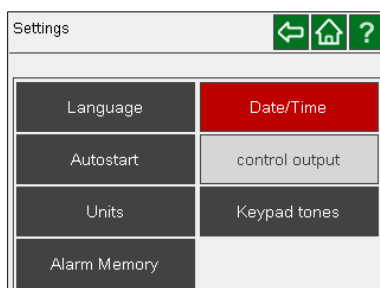 Settings ?
Language Date/Time
Autostart control output
Units Keypad tones
Alarm Memory